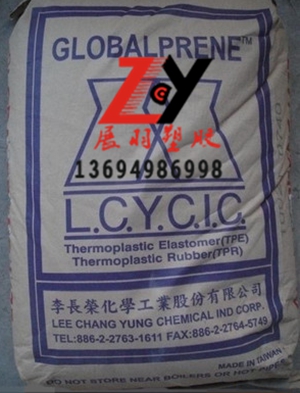 GLOBALPRENE™
ZY
展羽塑胶
13694986998
L.C.Y.C.I.C.
Thermoplastic Elastomer(TPE)
Thermoplastic Rubber(TPR)
李長榮化學工業股份有限公司
LEE CHANG YUNG CHEMICAL IND CORP.
TEL:886-2-2763-1611 FAX:886-2-2764-5749
MADE IN TAIWAN
DO NOT STORE NEAR BOILERS OR HOT